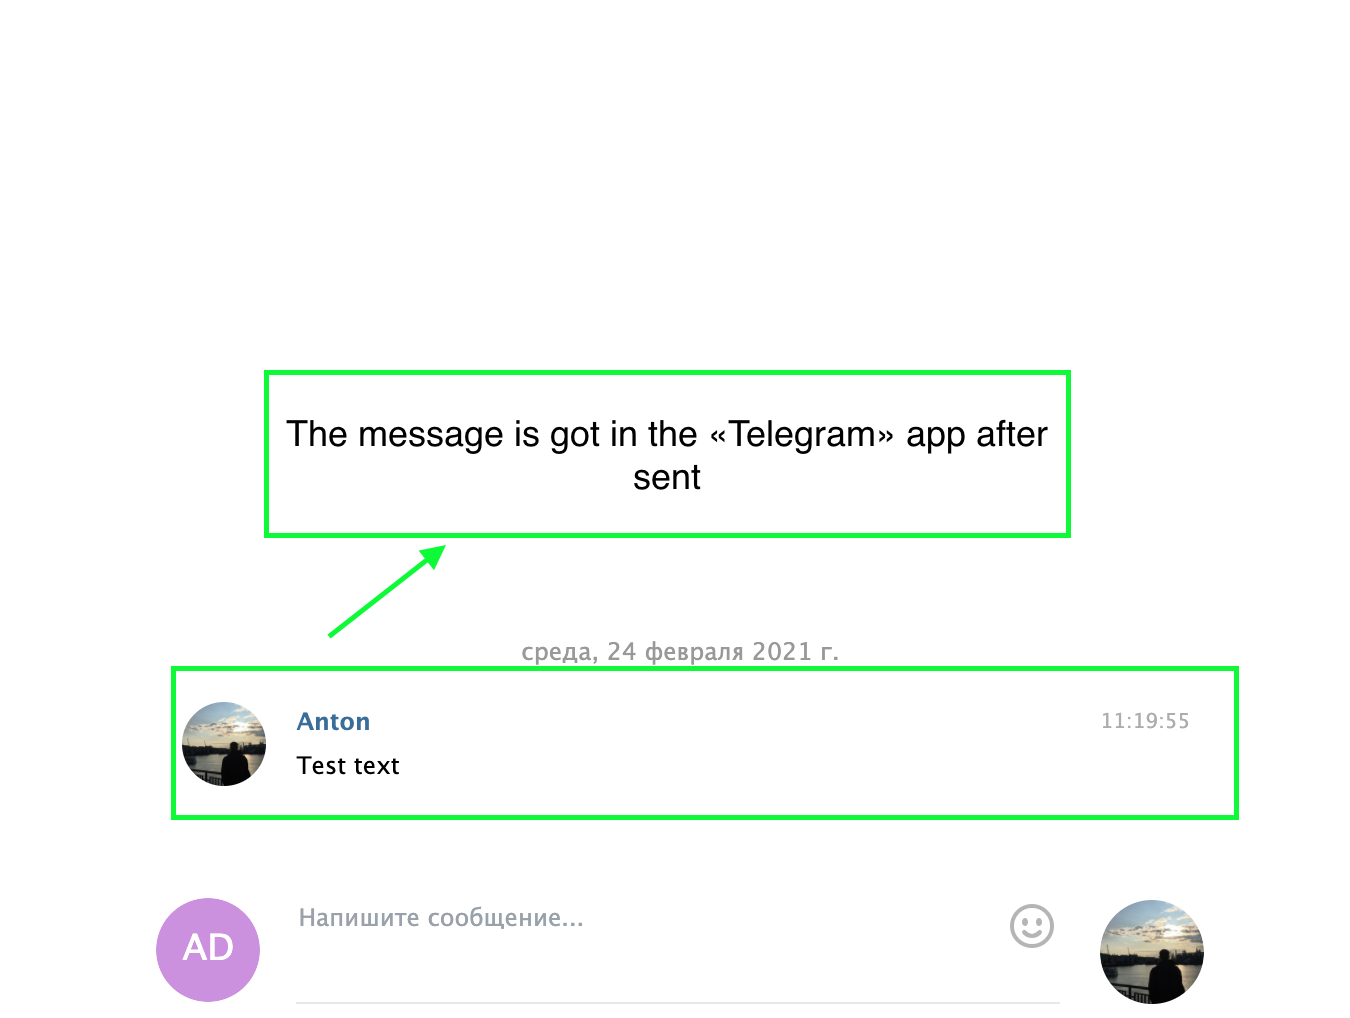 The message is got in the «Telegram» app after
sent
среда, 24 февраля 2021 г.
Anton
11:19:55
Test text
AD
Напишите сообщение...